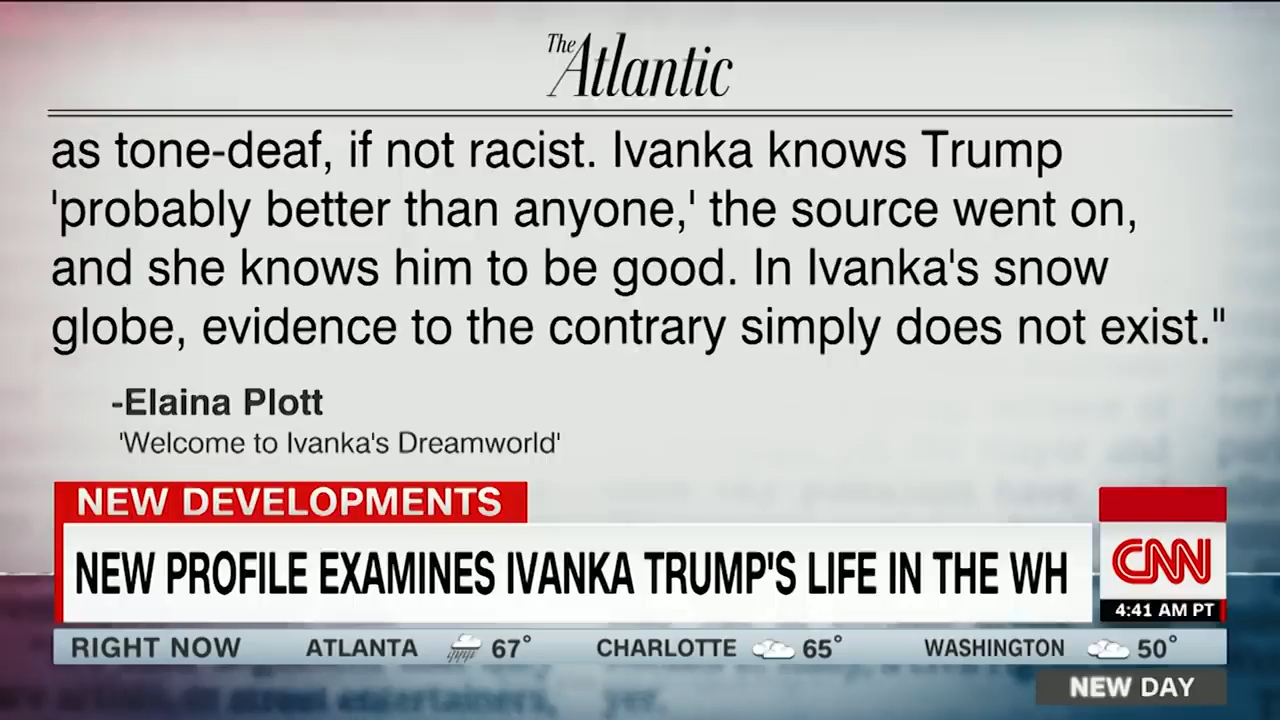 The Atlantic
as tone-deaf, if not racist. Ivanka knows Trump
'probably better than anyone,' the source went on,
and she knows him to be good. In Ivanka's snow
globe, evidence to the contrary simply does not exist."
-Elaina Plott
'Welcome to Ivanka's Dreamworld'
NEW DEVELOPMENTS
NEW PROFILE EXAMINES IVANKA TRUMP'S LIFE IN THE WH
CNN
4:41 AM PT
RIGHT NOW ATLANTA 67° CHARLOTTE 65° WASHINGTON 50°
NEW DAY